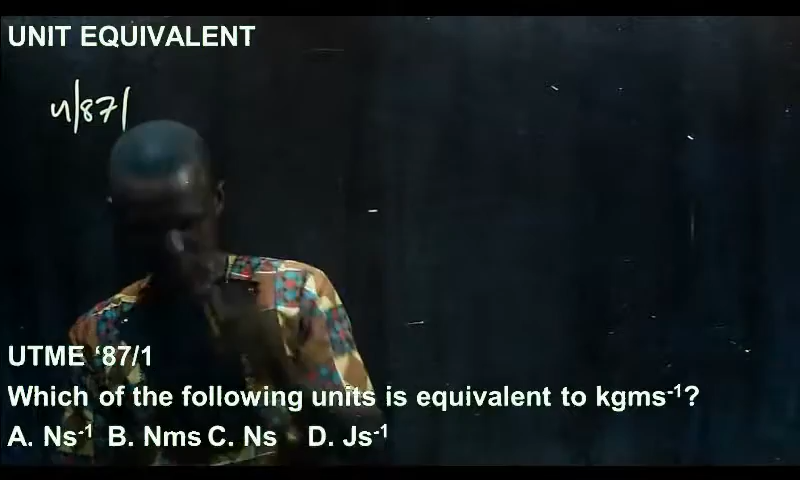 UNIT EQUIVALENT
u/87/
UTME ‘87/1
Which of the following units is equivalent to kgms⁻¹?
A. Ns⁻¹ B. Nms C. Ns D. Js⁻¹